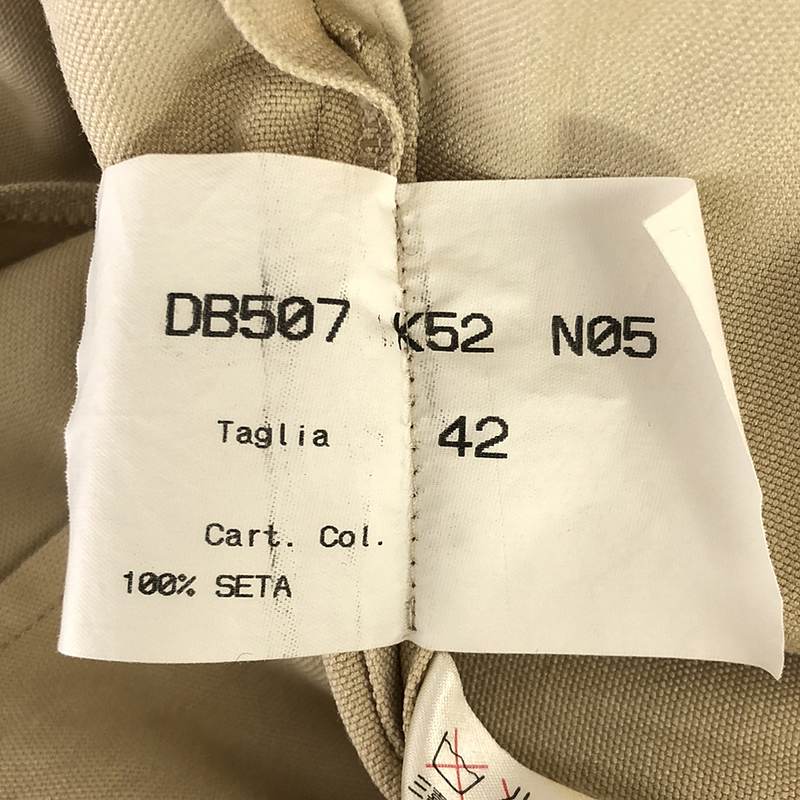 DB507 K52 N05
Taglia 42
Cart. Col.
100% SETA